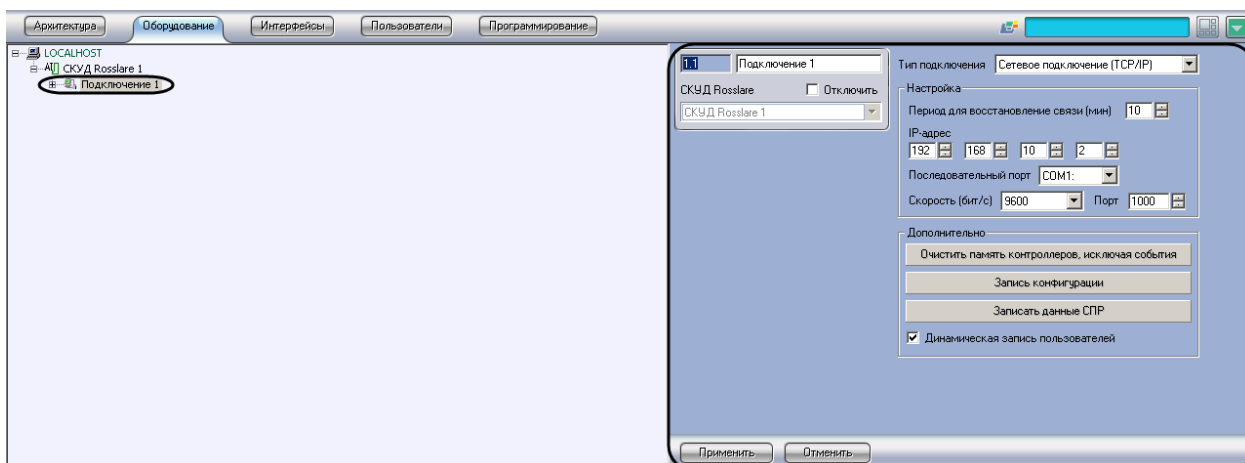 Архитектура Оборудование Интерфейсы Пользователи Программирование
LOCALHOST
СКУД Rosslare 1
Подключение 1
1.1 Подключение 1
СКУД Rosslare Отключить
СКУД Rosslare 1
Тип подключения Сетевое подключение (TCP/IP)
Настройка
Период для восстановление связи (мин) 10
IP-адрес
192 168 10 2
Последовательный порт COM1:
Скорость (бит/с) 9600 Порт 1000
Дополнительно
Очистить память контроллеров, исключая события
Запись конфигурации
Записать данные СПР
Динамическая запись пользователей
Применить Отменить